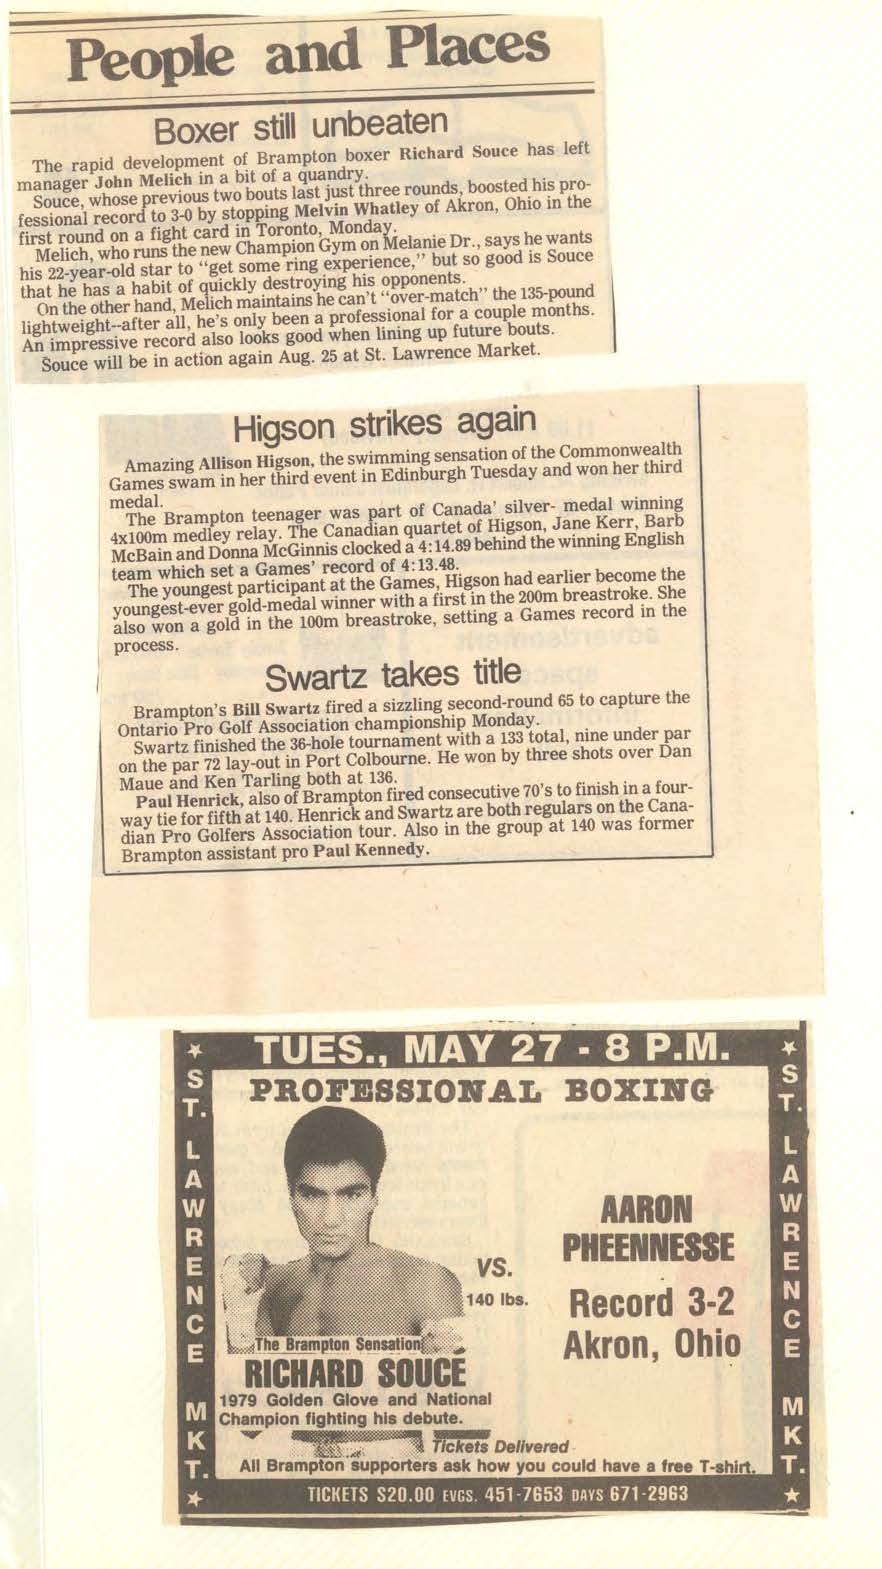 People and Places
Boxer still unbeaten
The rapid development of Brampton boxer Richard Souce has left
manager John Melich in a bit of a quandry.
Souce, whose previous two bouts last just three rounds, boosted his pro-
fessional record to 3-0 by stopping Melvin Whatley of Akron, Ohio in the
first round on a fight card in Toronto, Monday.
Melich, who runs the new Champion Gym on Melanie Dr., says he wants
his 22-year-old star to "get some ring experience," but so good is Souce
that he has a habit of quickly destroying his opponents.
On the other hand, Melich maintains he can't "over-match" the 135-pound
lightweight--after all, he's only been a professional for a couple months.
An impressive record also looks good when lining up future bouts.
Souce will be in action again Aug. 25 at St. Lawrence Market.
Higson strikes again
Amazing Allison Higson, the swimming sensation of the Commonwealth
Games swam in her third event in Edinburgh Tuesday and won her third
medal.
The Brampton teenager was part of Canada' silver- medal winning
4x100m medley relay. The Canadian quartet of Higson, Jane Kerr, Barb
McBain and Donna McGinnis clocked a 4:14.89 behind the winning English
team which set a Games' record of 4:13.48.
The youngest participant at the Games, Higson had earlier become the
youngest-ever gold-medal winner with a first in the 200m breastroke. She
also won a gold in the 100m breastroke, setting a Games record in the
process.
Swartz takes title
Brampton's Bill Swartz fired a sizzling second-round 65 to capture the
Ontario Pro Golf Association championship Monday.
Swartz finished the 36-hole tournament with a 133 total, nine under par
on the par 72 lay-out in Port Colbourne. He won by three shots over Dan
Maue and Ken Tarling both at 136.
Paul Henrick, also of Brampton fired consecutive 70's to finish in a four-
way tie for fifth at 140. Henrick and Swartz are both regulars on the Cana-
dian Pro Golfers Association tour. Also in the group at 140 was former
Brampton assistant pro Paul Kennedy.
TUES., MAY 27 - 8 P.M.
ST. LAWRENCE MKT.
PROFESSIONAL BOXING
The Brampton Sensation
RICHARD SOUCE
1979 Golden Glove and National
Champion fighting his debute.
VS.
140 lbs.
AARON
PHEENNESSE
Record 3-2
Akron, Ohio
ST. LAWRENCE MKT.
Tickets Delivered
All Brampton supporters ask how you could have a free T-shirt.
TICKETS $20.00 EVGS. 451-7653 DAYS 671-2963